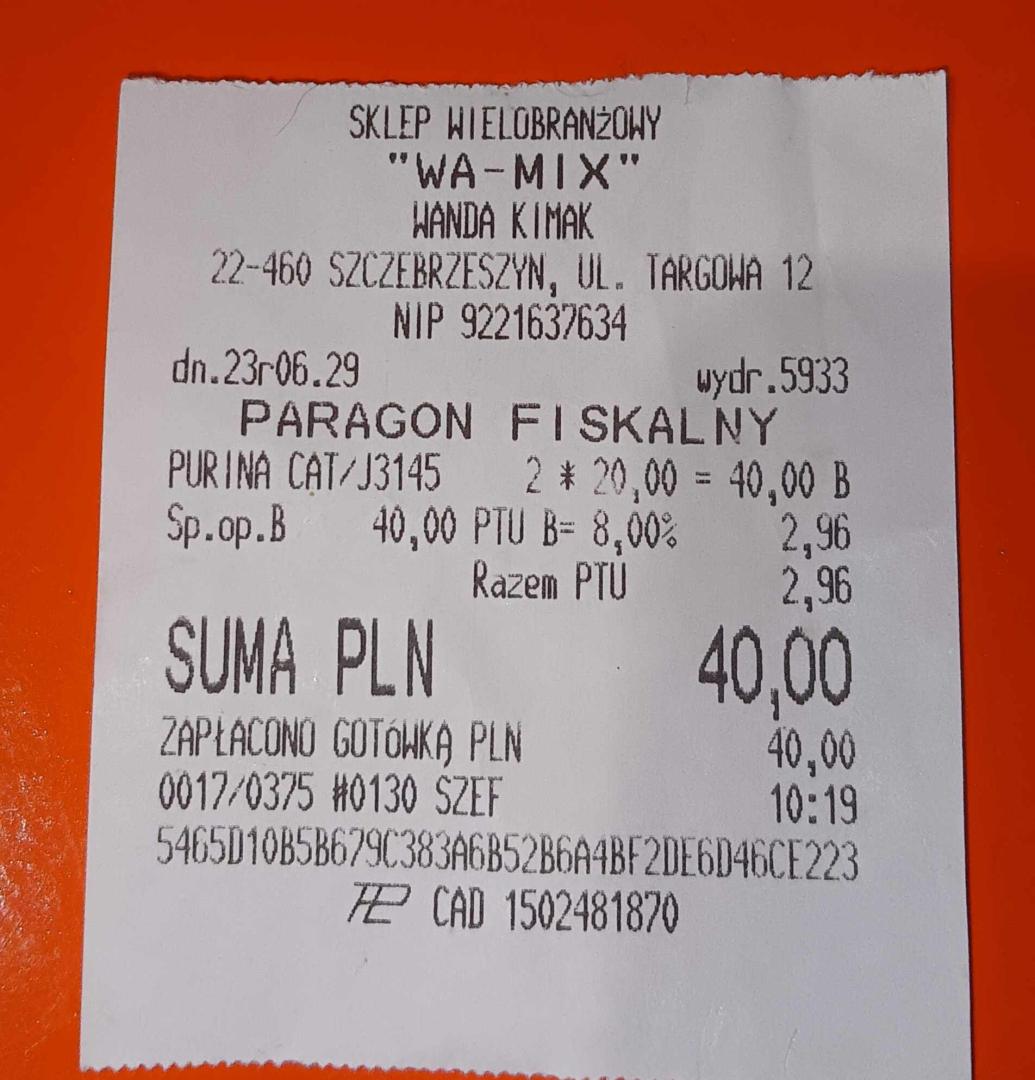 SKLEP WIELOBRANŻOWY
"WA-MIX"
WANDA KIMAK
22-460 SZCZEBRZESZYN, UL. TARGOWA 12
NIP 9221637634
dn.23r06.29 wydr.5933
PARAGON FISKALNY
PURINA CAT/J3145 2 * 20,00 = 40,00 B
Sp.op.B 40,00 PTU B= 8,00% 2,96
Razem PTU 2,96
SUMA PLN 40,00
ZAPŁACONO GOTÓWKĄ PLN 40,00
0017/0375 #0130 SZEF 10:19
5465D10B5B679C383A6B52B6A4BF2DE6D46CE223
CAD 1502481870